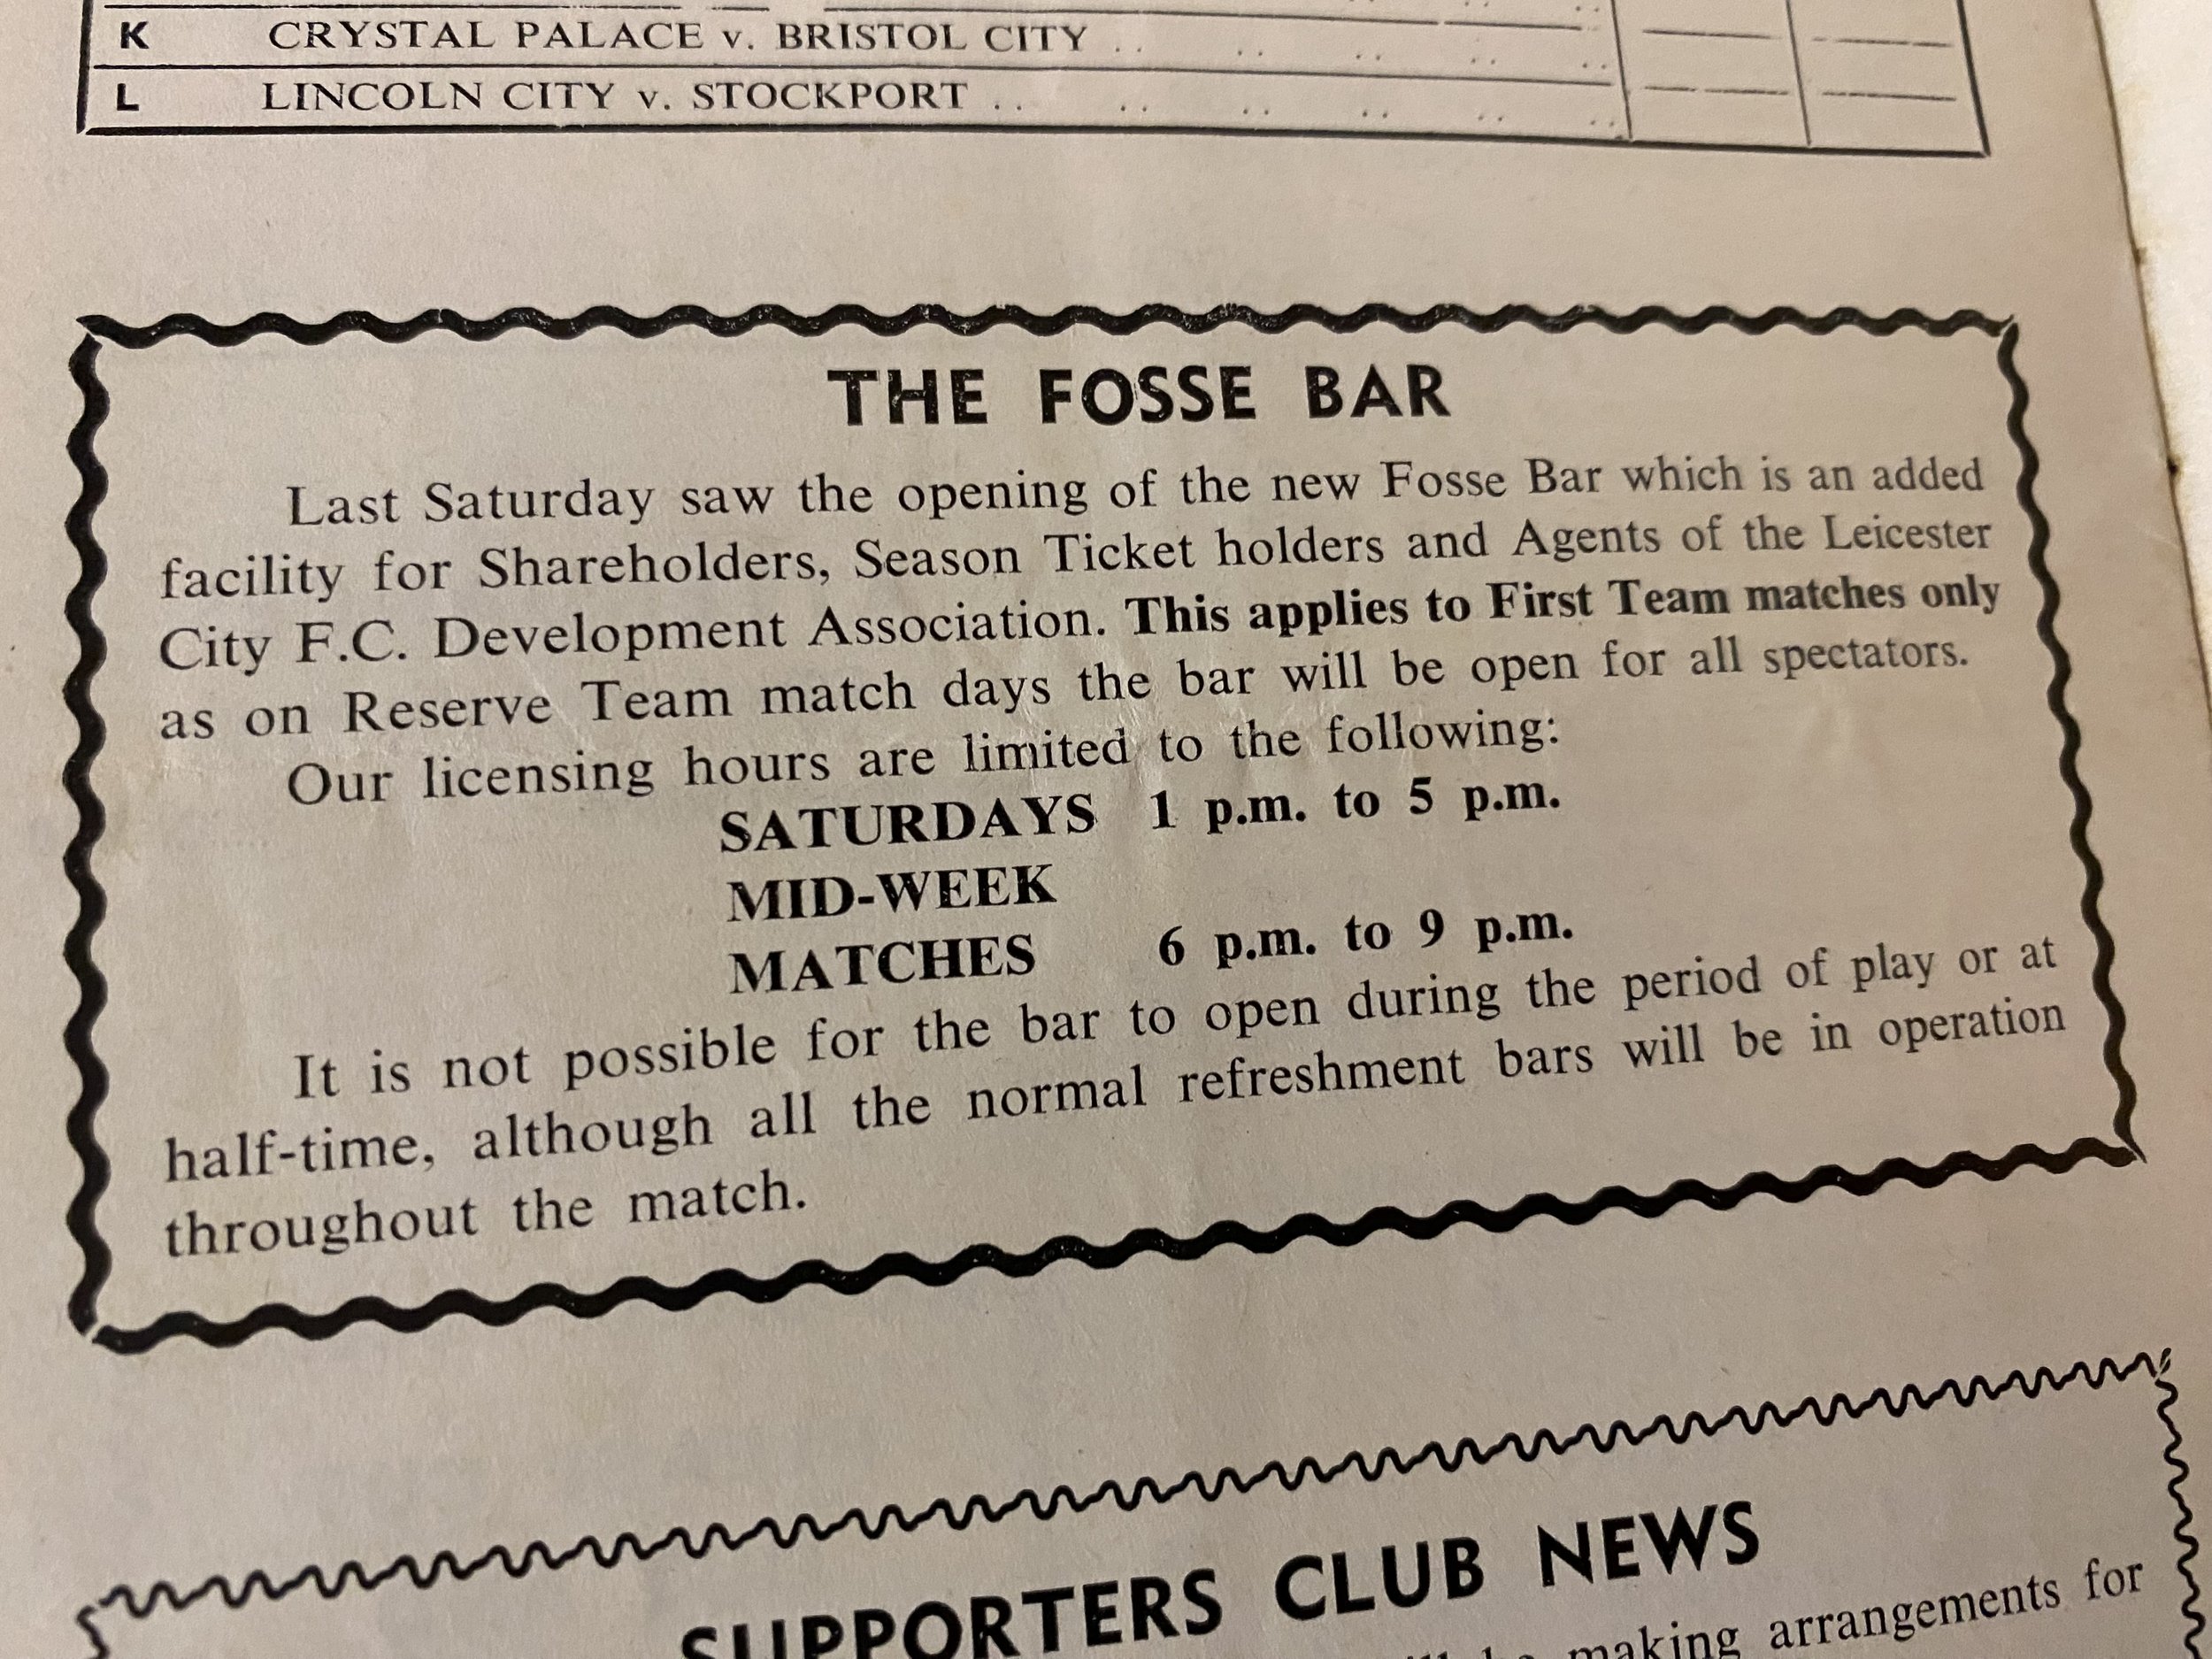 K CRYSTAL PALACE v. BRISTOL CITY .. .. .. .. ..
L LINCOLN CITY v. STOCKPORT .. .. .. .. .. ..
THE FOSSE BAR
Last Saturday saw the opening of the new Fosse Bar which is an added
facility for Shareholders, Season Ticket holders and Agents of the Leicester
City F.C. Development Association. This applies to First Team matches only
as on Reserve Team match days the bar will be open for all spectators.
Our licensing hours are limited to the following:
SATURDAYS 1 p.m. to 5 p.m.
MID-WEEK
MATCHES 6 p.m. to 9 p.m.
It is not possible for the bar to open during the period of play or at
half-time, although all the normal refreshment bars will be in operation
throughout the match.
SUPPORTERS CLUB NEWS
be making arrangements for